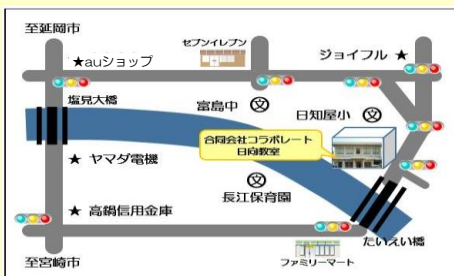 至延岡市
セブンイレブン
ジョイフル ★
★auショップ
塩見大橋
富島中
文
日知屋小
文
合同会社コラボレート
日向教室
★ ヤマダ電機
文
長江保育園
★ 高鍋信用金庫
たいえい橋
至宮崎市
ファミリーマート